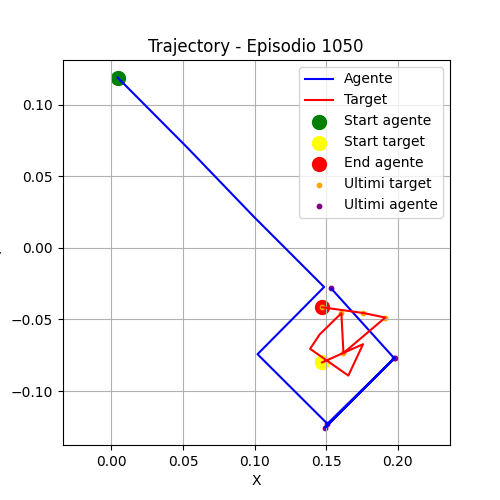 Trajectory - Episodio 1050
Agente
Target
Start agente
Start target
End agente
Ultimi target
Ultimi agente
0.10
0.05
0.00
−0.05
−0.10
0.00 0.05 0.10 0.15 0.20
X